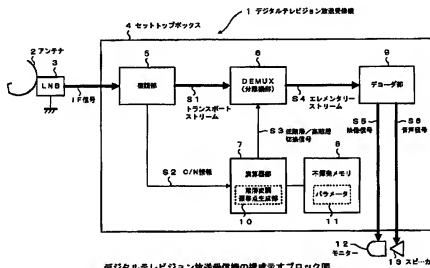 1 デジタルテレビジョン放送受信機
4 セットトップボックス
2 アンテナ
3
LNB
IF信号
5
復調部
S1
トランスポート
ストリーム
6
DEMUX
(分離部)
S4 エレメンタリー
ストリーム
9
デコーダ部
S3 低階層/高階層
切換信号
S5
映像信号
S6
音声信号
S2 C/N情報
7
演算器部
10
8
不揮発メモリ
パラメータ
11
12
モニター
13 スピーカ
デジタルテレビジョン放送受信機の構成示すブロック図